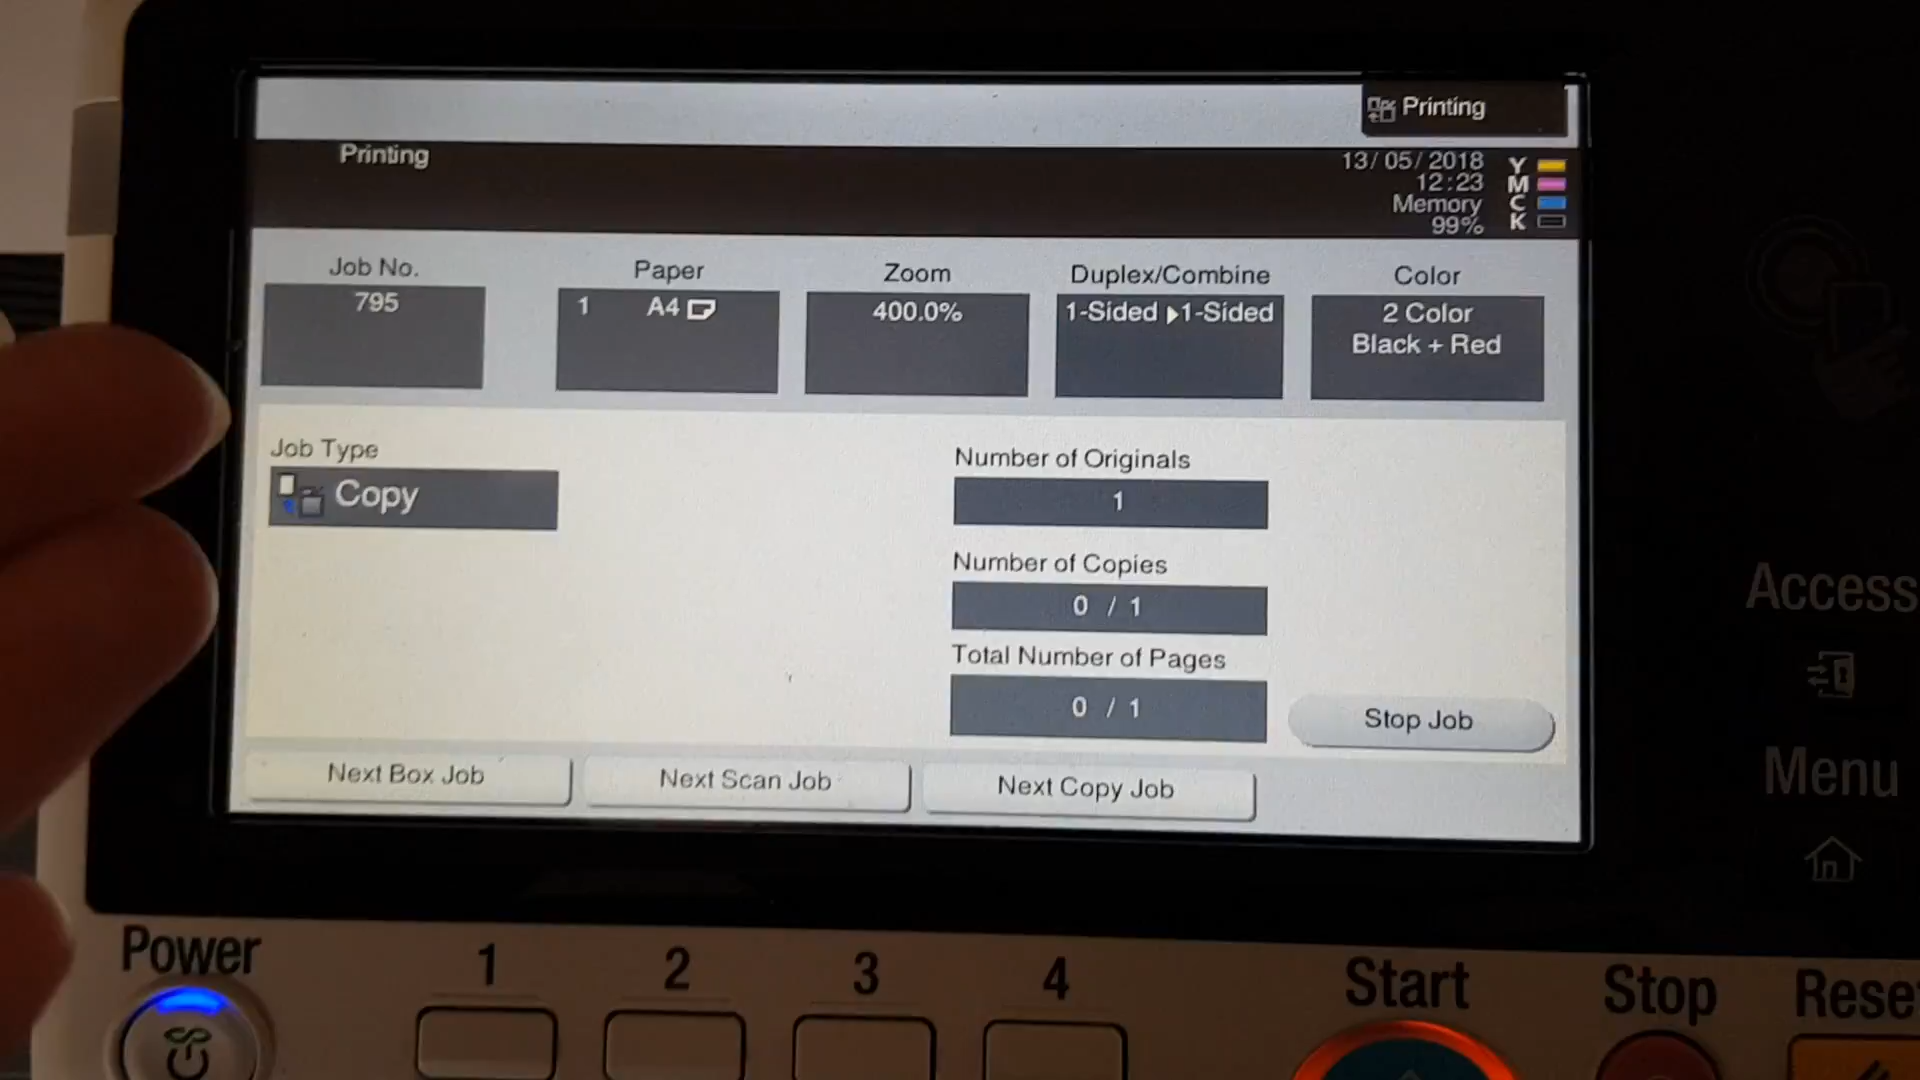 Printing
Printing
13/05/2018
12:23
Memory
99%
Y
M
C
K
Job No.
795
Paper
1 A4
Zoom
400.0%
Duplex/Combine
1-Sided ▶1-Sided
Color
2 Color
Black + Red
Job Type
Copy
Number of Originals
1
Number of Copies
0 / 1
Total Number of Pages
0 / 1
Stop Job
Next Box Job
Next Scan Job
Next Copy Job
Access
Menu
Power
1
2
3
4
Start
Stop
Reset